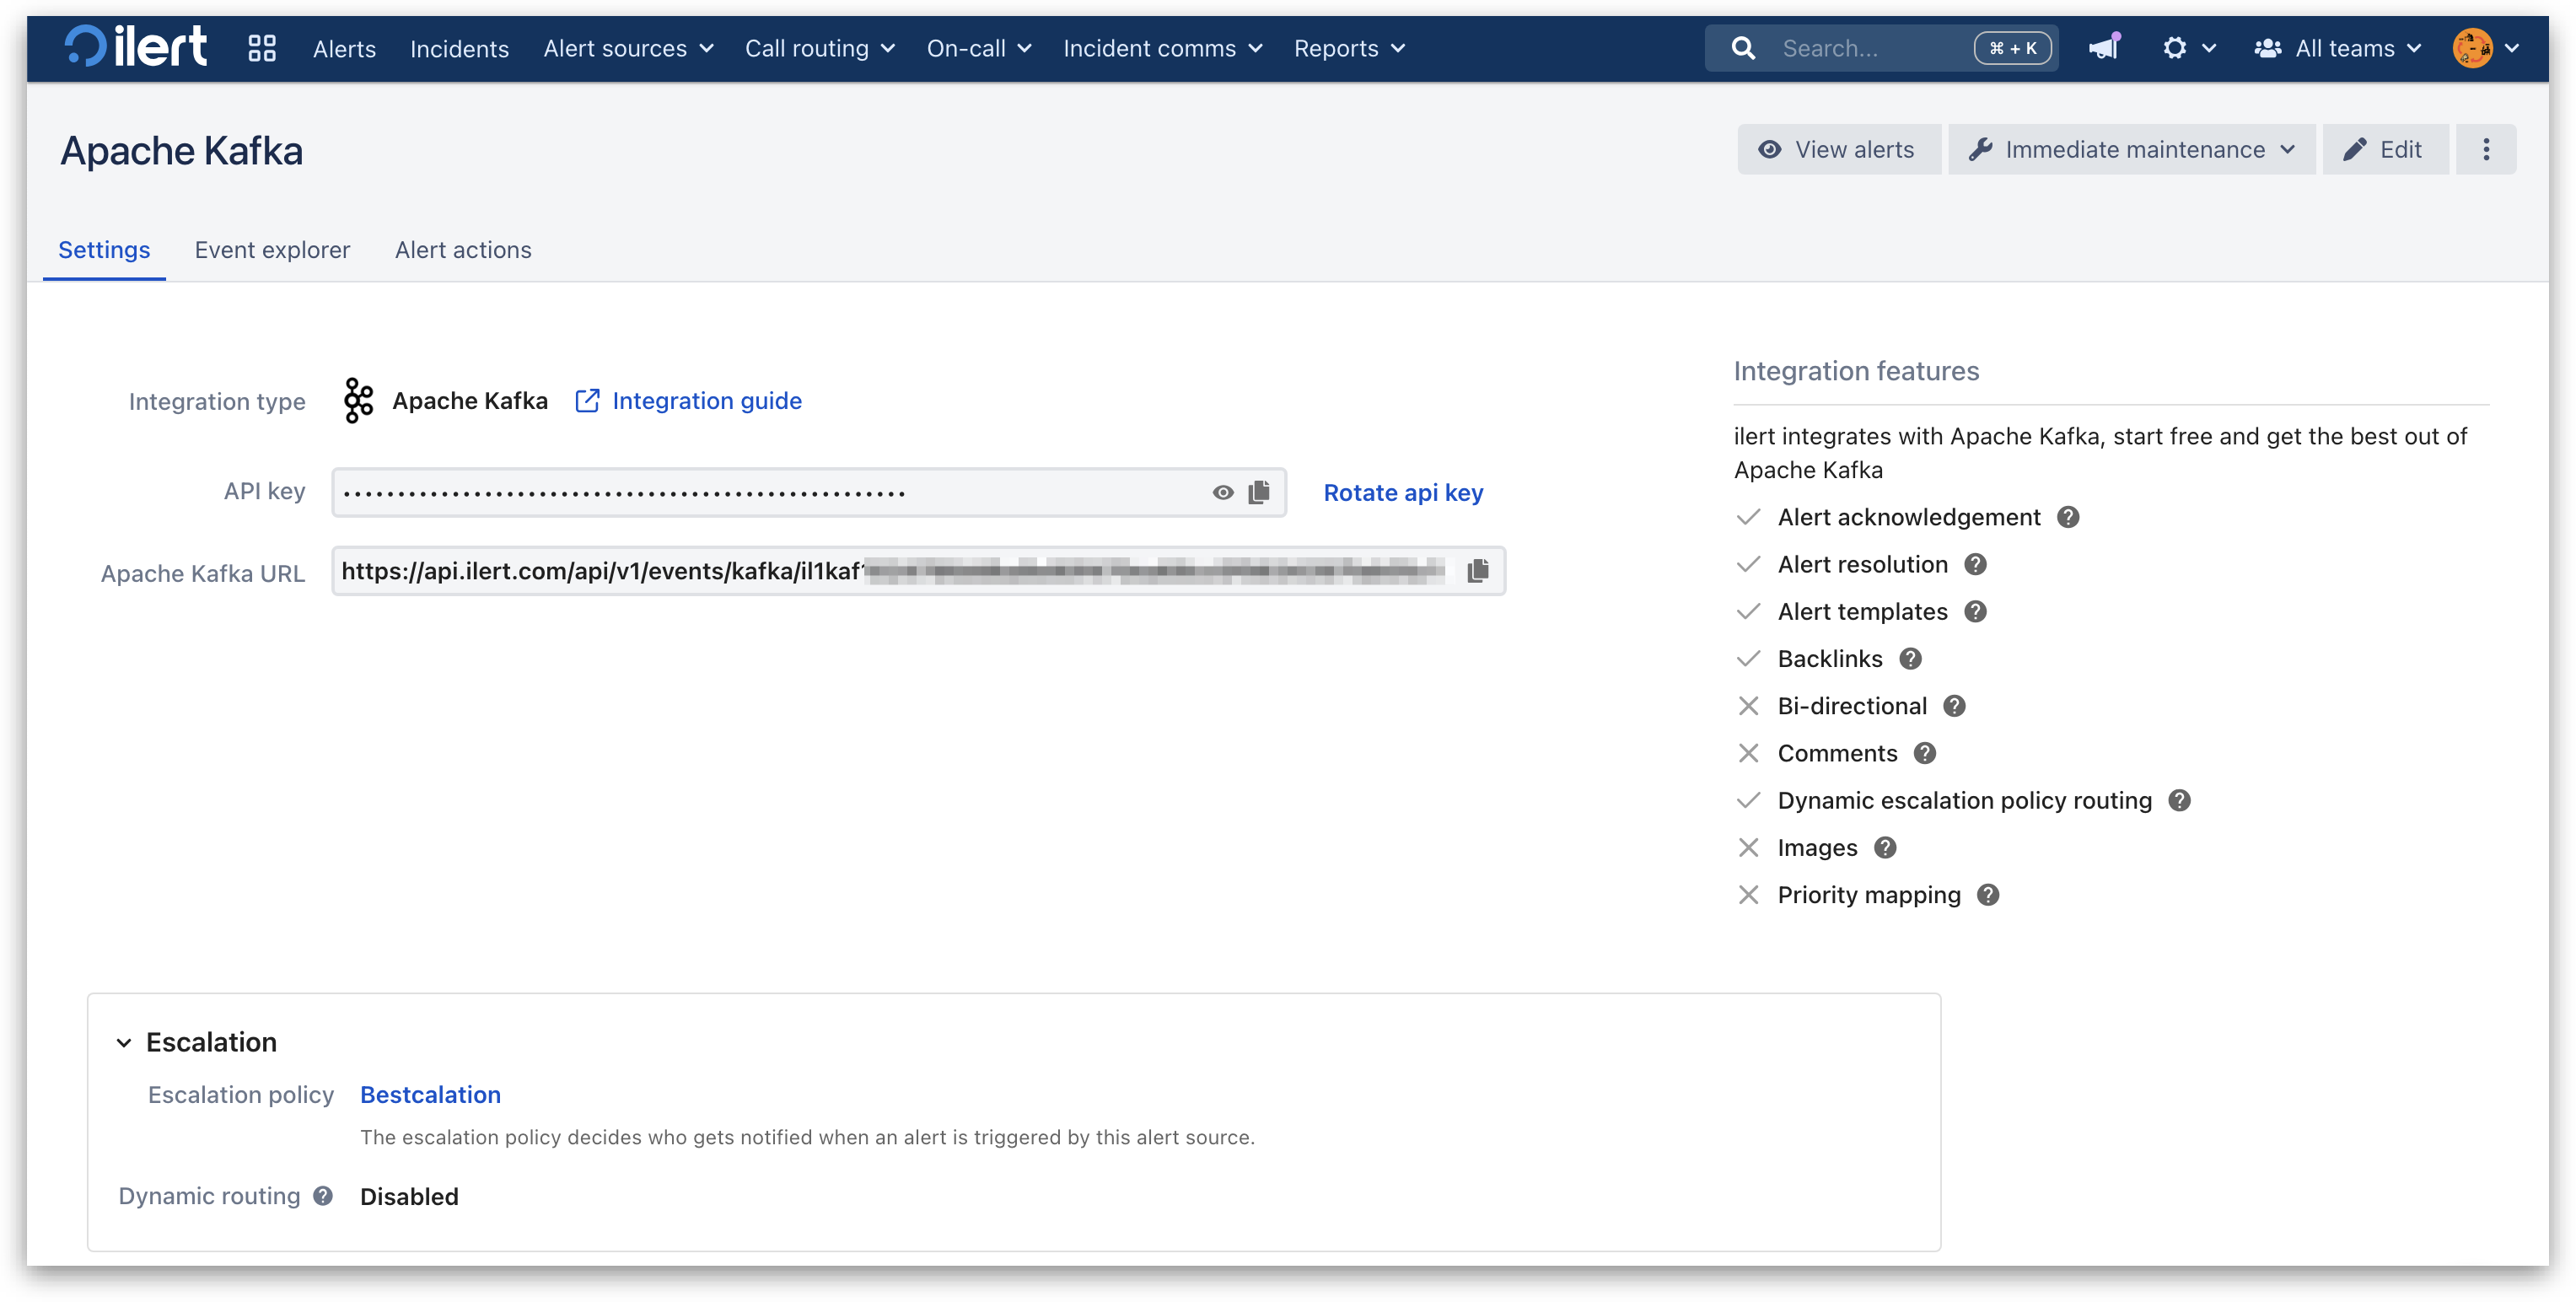 ilert Alerts Incidents Alert sources Call routing On-call Incident comms Reports Search... ⌘ + K All teams
Apache Kafka
View alerts Immediate maintenance Edit
Settings Event explorer Alert actions
Integration type Apache Kafka Integration guide
API key •••••••••••••••••••••••••••••••••••••••••••••••••••• Rotate api key
Apache Kafka URL https://api.ilert.com/api/v1/events/kafka/il1kaf
Integration features
ilert integrates with Apache Kafka, start free and get the best out of
Apache Kafka
Alert acknowledgement
Alert resolution
Alert templates
Backlinks
Bi-directional
Comments
Dynamic escalation policy routing
Images
Priority mapping
Escalation
Escalation policy Bestcalation
The escalation policy decides who gets notified when an alert is triggered by this alert source.
Dynamic routing Disabled